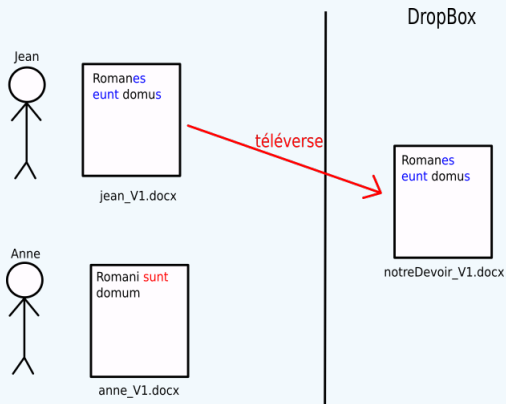 DropBox
Jean
Romanes
eunt domus
jean_V1.docx
téléverse
Romanes
eunt domus
notreDevoir_V1.docx
Anne
Romani sunt
domum
anne_V1.docx